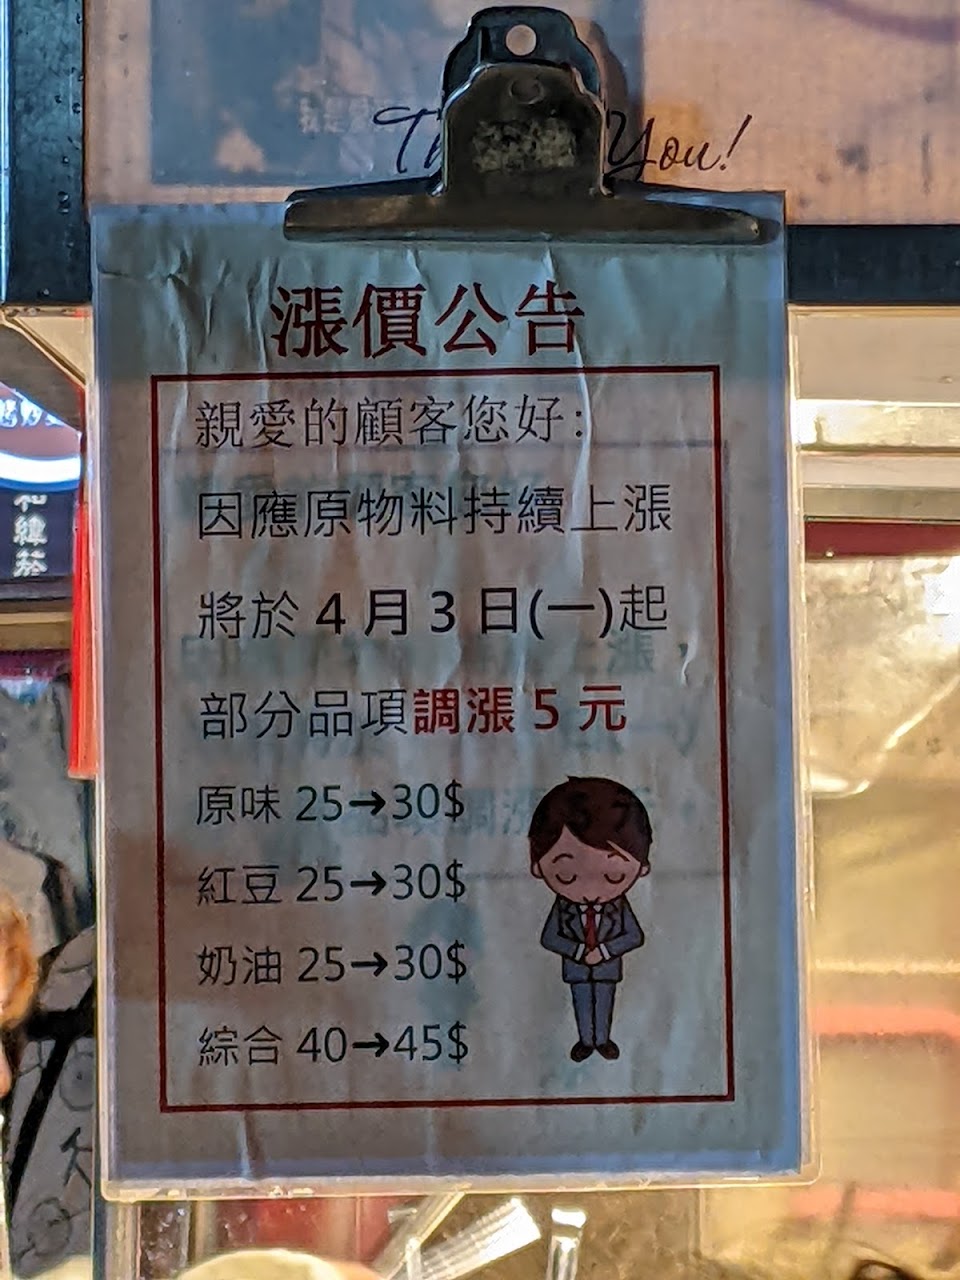 You!
漲價公告
親愛的顧客您好：
因應原物料持續上漲
將於 4 月 3 日(一)起
部分品項調漲 5 元
原味 25→30$
紅豆 25→30$
奶油 25→30$
綜合 40→45$